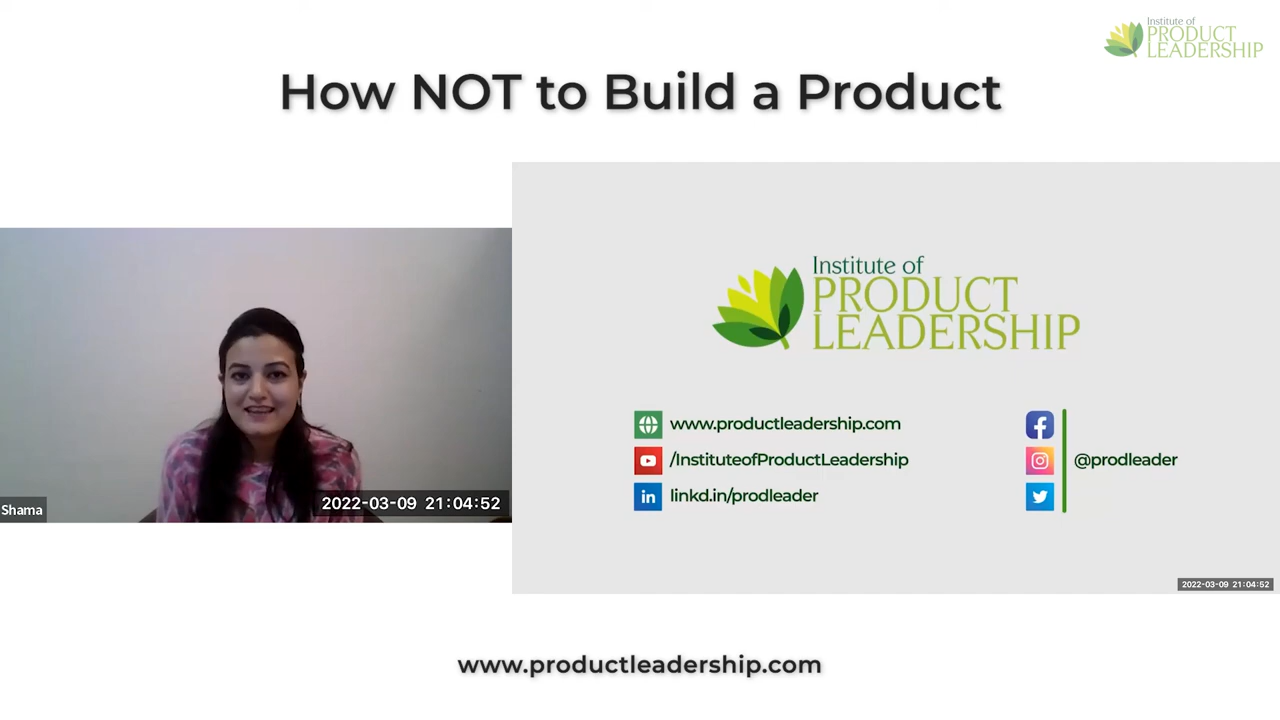 Institute of
PRODUCT
LEADERSHIP
How NOT to Build a Product
Shama
2022-03-09 21:04:52
Institute of
PRODUCT
LEADERSHIP
www.productleadership.com
/InstituteofProductLeadership
linkd.in/prodleader
@prodleader
2022-03-09 21:04:52
www.productleadership.com